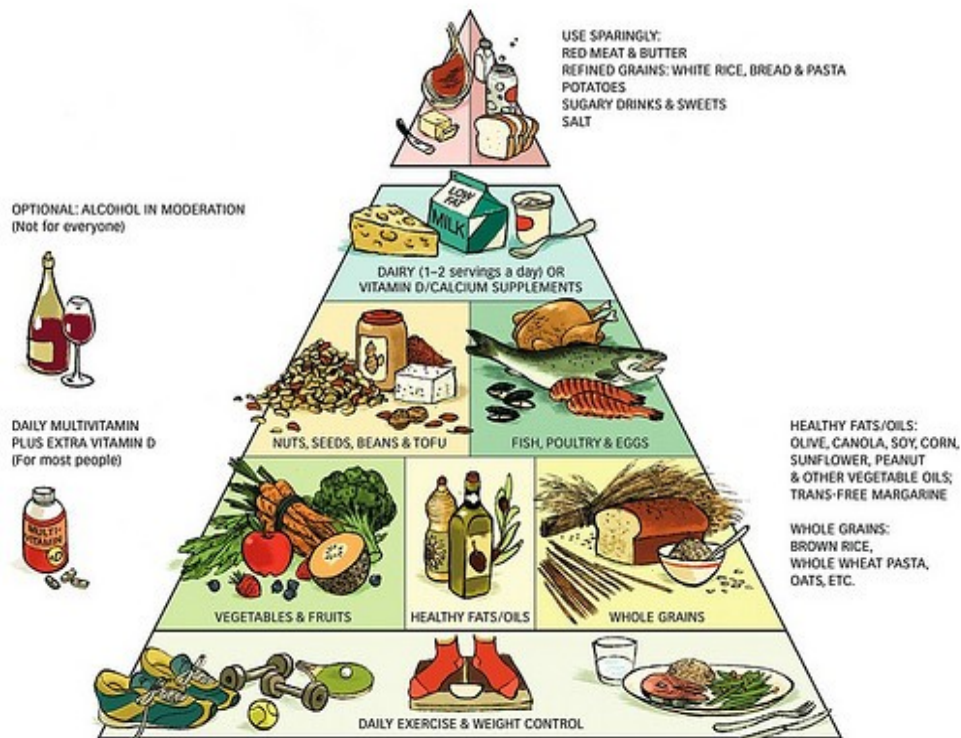 USE SPARINGLY:
RED MEAT & BUTTER
REFINED GRAINS: WHITE RICE, BREAD & PASTA
POTATOES
SUGARY DRINKS & SWEETS
SALT
OPTIONAL: ALCOHOL IN MODERATION
(Not for everyone)
LOW
FAT
MILK
DAIRY (1–2 servings a day) OR
VITAMIN D/CALCIUM SUPPLEMENTS
DAILY MULTIVITAMIN
PLUS EXTRA VITAMIN D
(For most people)
NUTS, SEEDS, BEANS & TOFU
FISH, POULTRY & EGGS
HEALTHY FATS/OILS:
OLIVE, CANOLA, SOY, CORN,
SUNFLOWER, PEANUT
& OTHER VEGETABLE OILS;
TRANS-FREE MARGARINE
WHOLE GRAINS:
BROWN RICE,
WHOLE WHEAT PASTA,
OATS, ETC.
MULTI-
VITAMIN
VEGETABLES & FRUITS
HEALTHY FATS/OILS
WHOLE GRAINS
DAILY EXERCISE & WEIGHT CONTROL